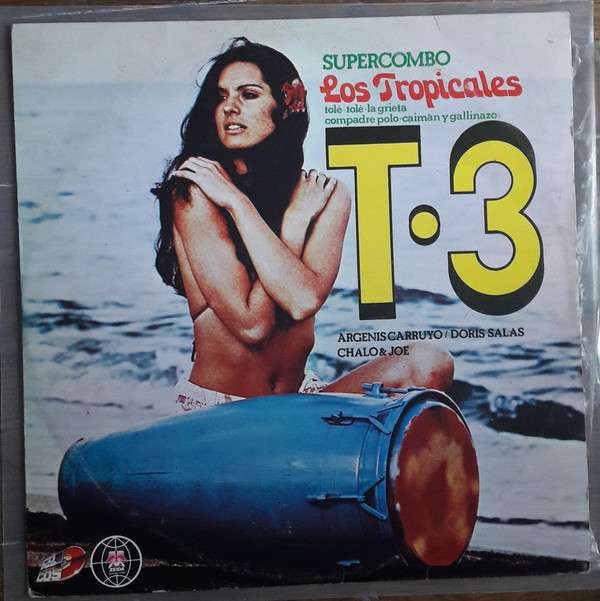 SUPERCOMBO
Los Tropicales
tolé-tolé·la grieta
compadre polo·caimán y gallinazo
T·3
ARGENIS CARRUYO/DORIS SALAS
CHALO & JOE